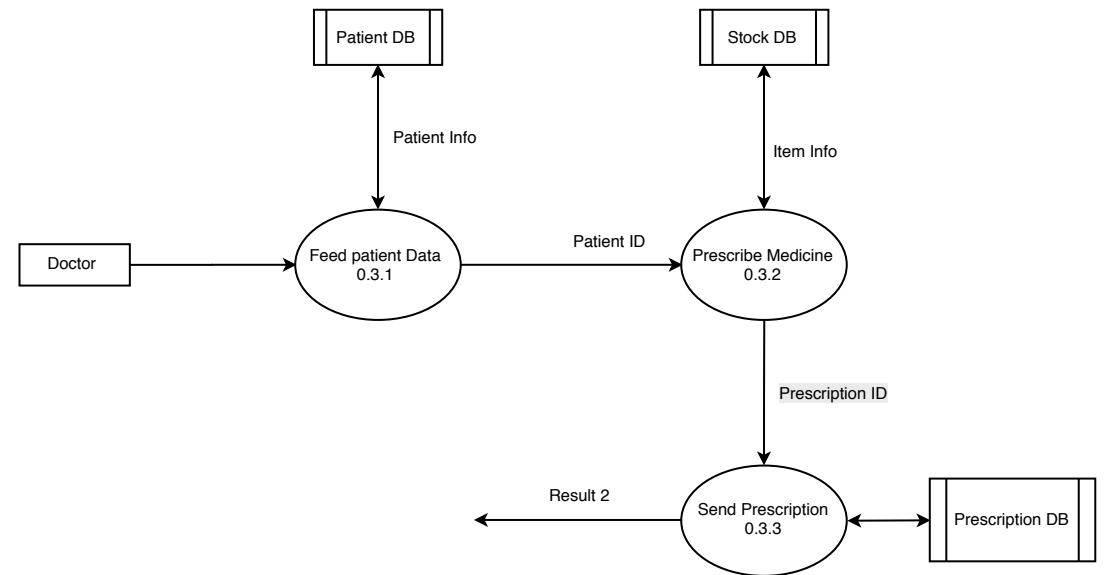 Patient DB
Stock DB
Patient Info
Item Info
Doctor
Feed patient Data
0.3.1
Patient ID
Prescribe Medicine
0.3.2
Prescription ID
Result 2
Send Prescription
0.3.3
Prescription DB